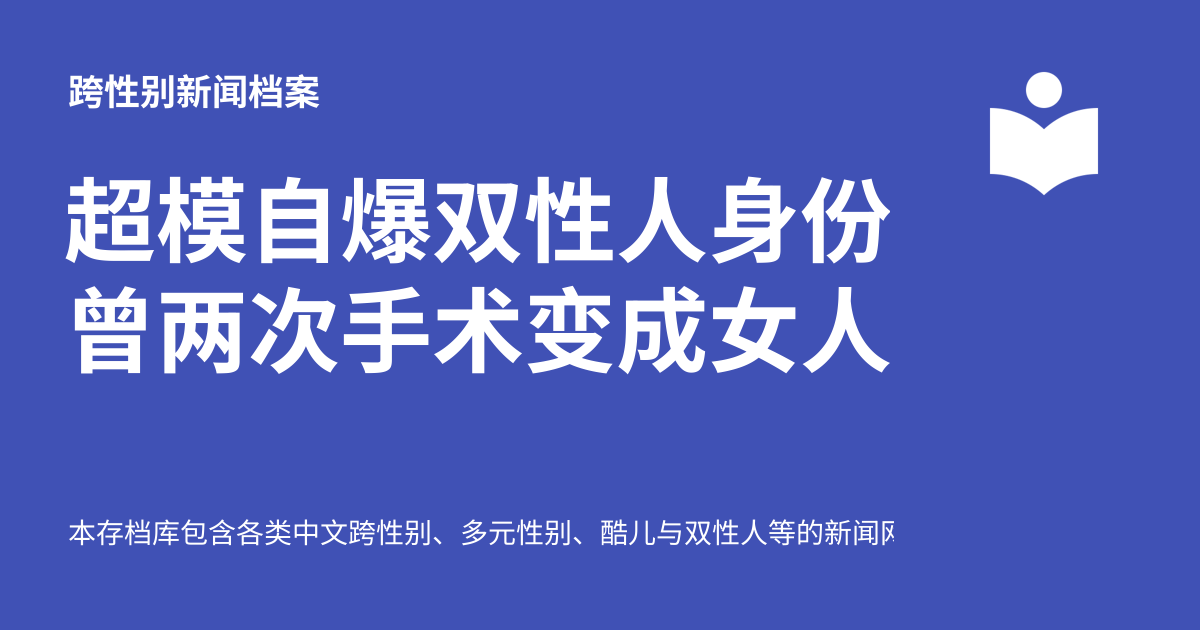 跨性别新闻档案
超模自爆双性人身份
曾两次手术变成女人
本存档库包含各类中文跨性别、多元性别、酷儿与双性人等的新闻